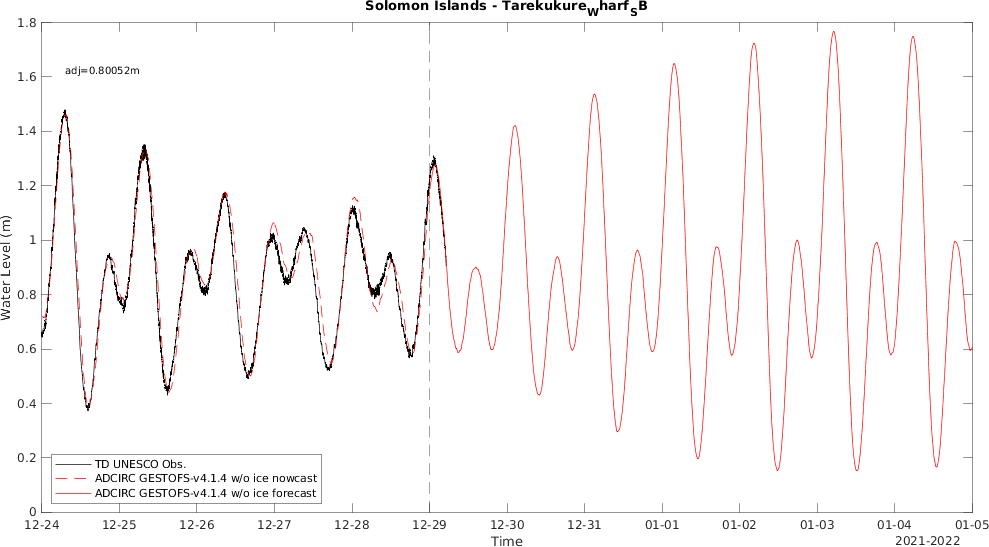 Solomon Islands - TarekukureWharfSB
1.8
1.6
1.4
1.2
1
0.8
0.6
0.4
0.2
0
Water Level (m)
adj=0.80052m
TD UNESCO Obs.
ADCIRC GESTOFS-v4.1.4 w/o ice nowcast
ADCIRC GESTOFS-v4.1.4 w/o ice forecast
12-24 12-25 12-26 12-27 12-28 12-29 12-30 12-31 01-01 01-02 01-03 01-04 01-05
Time
2021-2022